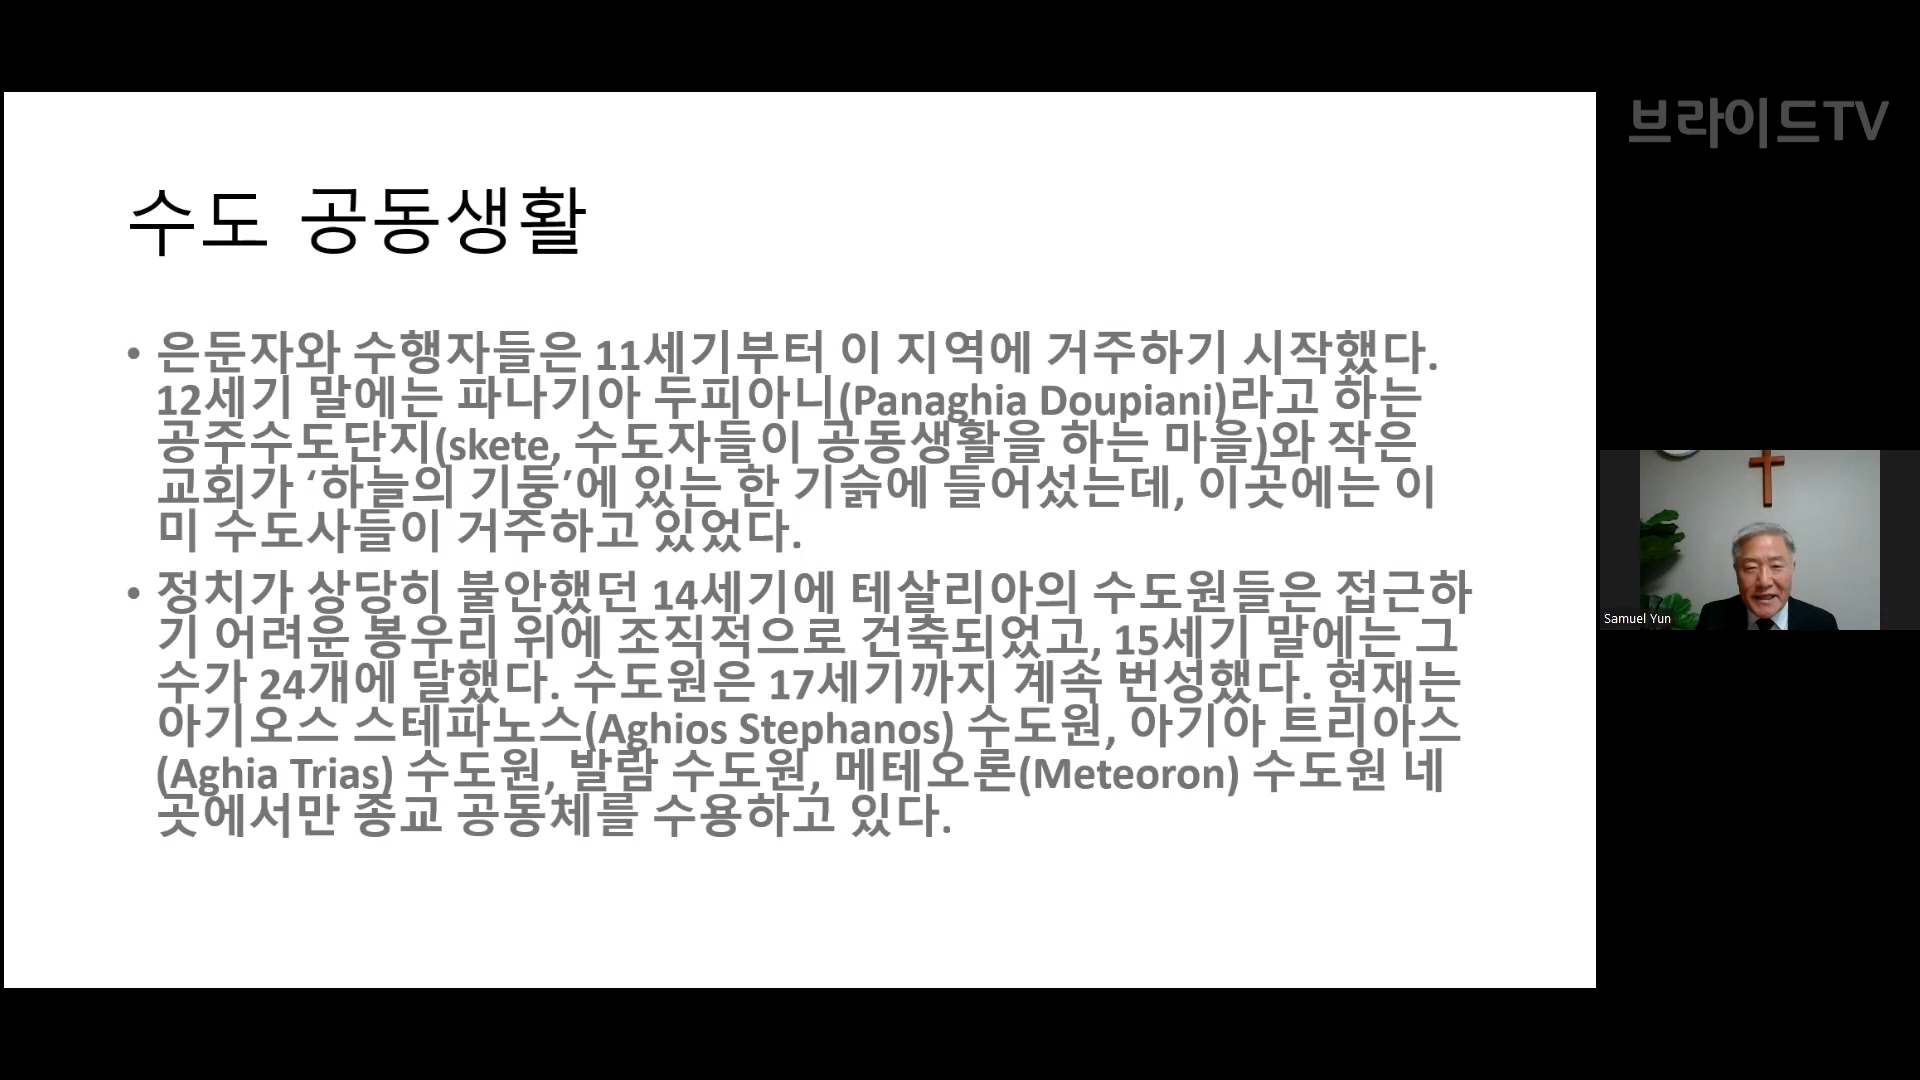 브라이드TV
수도 공동생활
• 은둔자와 수행자들은 11세기부터 이 지역에 거주하기 시작했다.
12세기 말에는 파나기아 두피아니(Panaghia Doupiani)라고 하는
공주수도단지(skete, 수도자들이 공동생활을 하는 마을)와 작은
교회가 ‘하늘의 기둥’에 있는 한 기슭에 들어섰는데, 이곳에는 이
미 수도사들이 거주하고 있었다.
• 정치가 상당히 불안했던 14세기에 테살리아의 수도원들은 접근하
기 어려운 봉우리 위에 조직적으로 건축되었고, 15세기 말에는 그
수가 24개에 달했다. 수도원은 17세기까지 계속 번성했다. 현재는
아기오스 스테파노스(Aghios Stephanos) 수도원, 아기아 트리아스
(Aghia Trias) 수도원, 발람 수도원, 메테오론(Meteoron) 수도원 네
곳에서만 종교 공동체를 수용하고 있다.
Samuel Yun